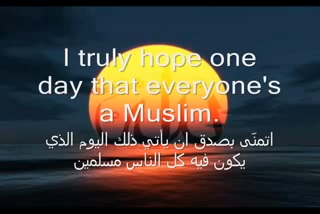 I truly hope one
day that everyone's
a Muslim.
اتمنّى بصدق ان يأتي ذلك اليوم الذي
يكون فيه كل الناس مسلمين